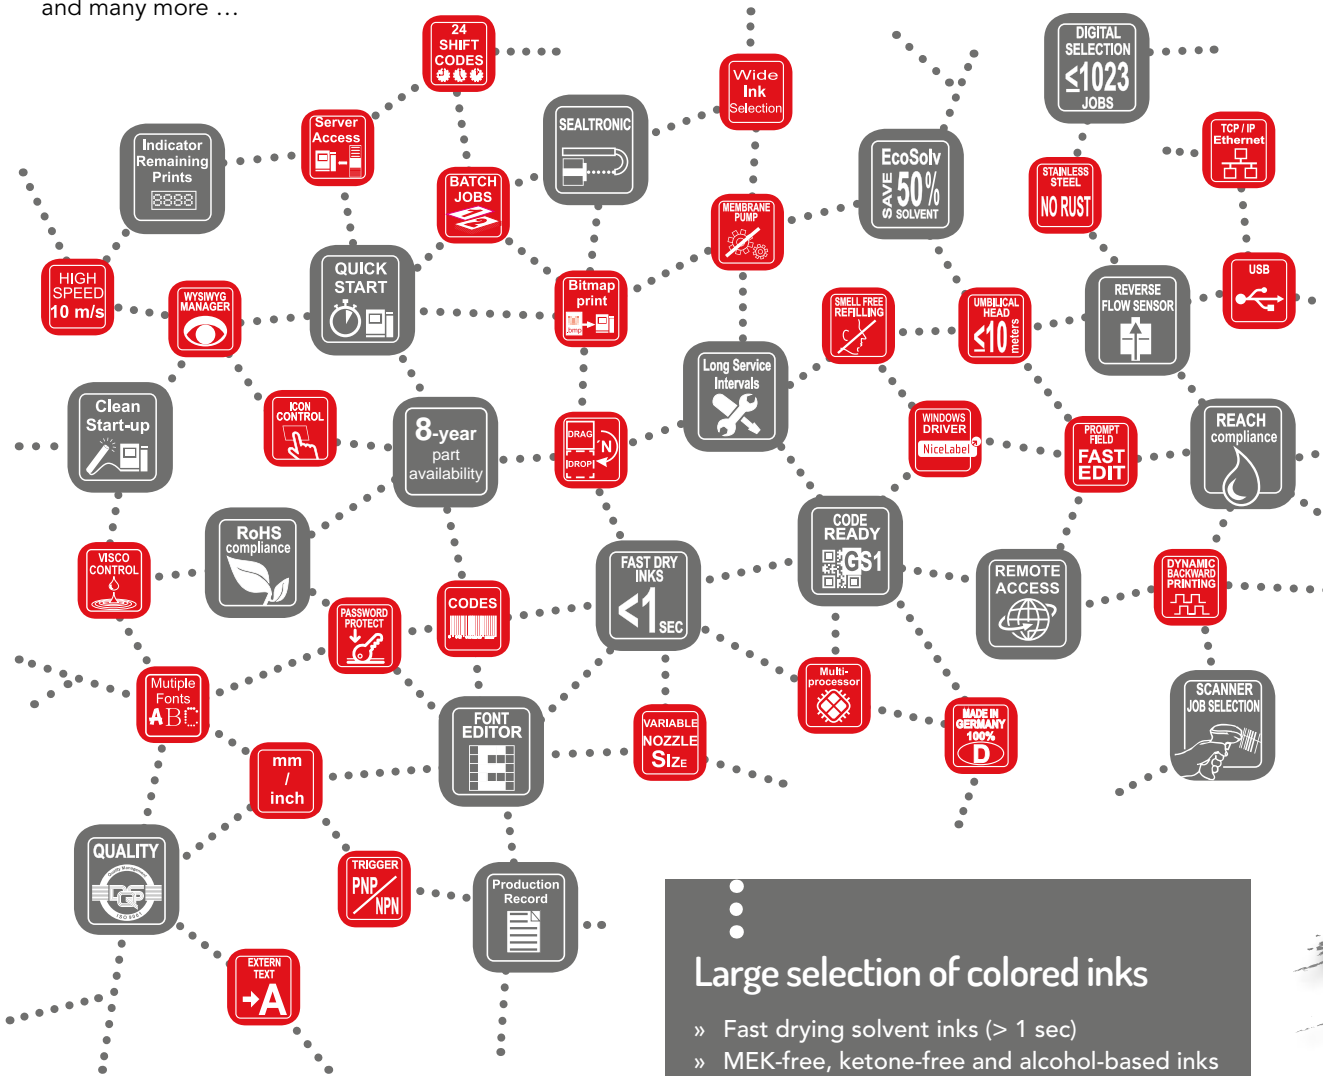 and many more …
24
SHIFT
CODES
Wide
Ink
Selection
DIGITAL
SELECTION
≤1023
JOBS
Server
Access
SEALTRONIC
Indicator
Remaining
Prints
8888
BATCH
JOBS
EcoSolv
SAVE
50%
SOLVENT
TCP / IP
Ethernet
STAINLESS
STEEL
NO RUST
MEMBRANE
PUMP
HIGH
SPEED
10 m/s
WYSIWYG
MANAGER
QUICK
START
Bitmap
print
.bmp
SMELL FREE
REFILLING
UMBILICAL
HEAD
≤10
meters
REVERSE
FLOW SENSOR
USB
Long Service
Intervals
Clean
Start-up
ICON
CONTROL
8-year
part
availability
DRAG
'N
DROP
WINDOWS
DRIVER
NiceLabel
PROMPT
FIELD
FAST
EDIT
REACH
compliance
RoHS
compliance
CODE
READY
GS1
VISCO
CONTROL
FAST DRY
INKS
<1
SEC
REMOTE
ACCESS
DYNAMIC
BACKWARD
PRINTING
PASSWORD
PROTECT
CODES
Mutiple
Fonts
ABC
Multi-
processor
SCANNER
JOB SELECTION
FONT
EDITOR
E
VARIABLE
NOZZLE
SIZE
MADE IN
GERMANY
100%
D
mm
/
inch
QUALITY
Quality Management
DQS
ISO 9001
TRIGGER
PNP
NPN
Production
Record
EXTERN
TEXT
A
Large selection of colored inks
» Fast drying solvent inks (> 1 sec)
» MEK-free, ketone-free and alcohol-based inks